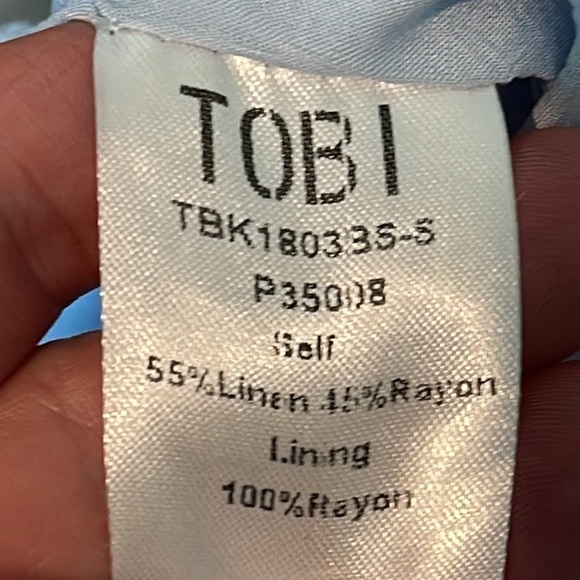 TOBI
TBK18033S-S
P35008
Self
55%Linen 45%Rayon
Lining
100%Rayon